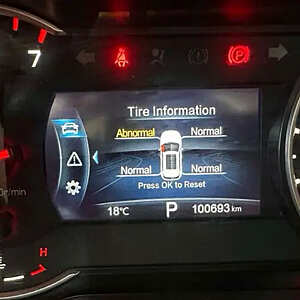 7
Tire Information
Abnormal Normal
Normal Normal
Press OK to Reset
18°C P 100693 km
H